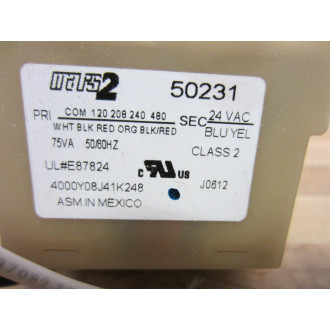 mars2 50231
PRI COM 120 208 240 480 SEC 24 VAC
WHT BLK RED ORG BLK/RED BLU/YEL
75VA 50/60HZ CLASS 2
UL#E87824 C US
4000Y08J41K248 J0612
ASM.IN MEXICO